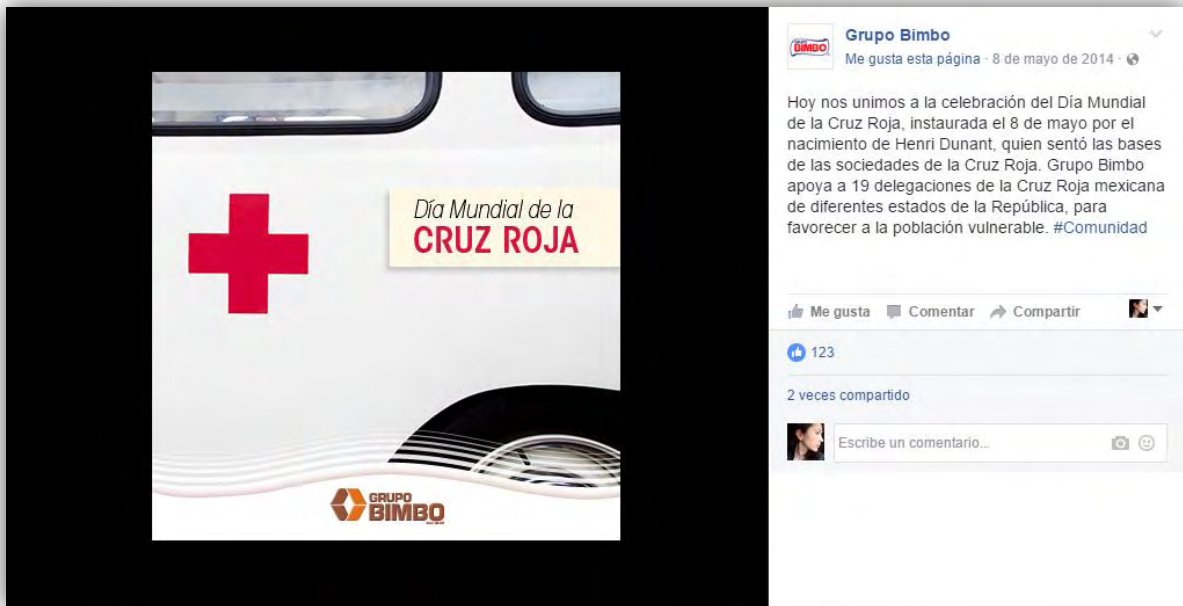 Día Mundial de la
CRUZ ROJA
GRUPO
BIMBO
GRUPO
BIMBO
Grupo Bimbo
Me gusta esta página · 8 de mayo de 2014 ·
Hoy nos unimos a la celebración del Día Mundial
de la Cruz Roja, instaurada el 8 de mayo por el
nacimiento de Henri Dunant, quien sentó las bases
de las sociedades de la Cruz Roja. Grupo Bimbo
apoya a 19 delegaciones de la Cruz Roja mexicana
de diferentes estados de la República, para
favorecer a la población vulnerable. #Comunidad
Me gusta Comentar Compartir
123
2 veces compartido
Escribe un comentario...